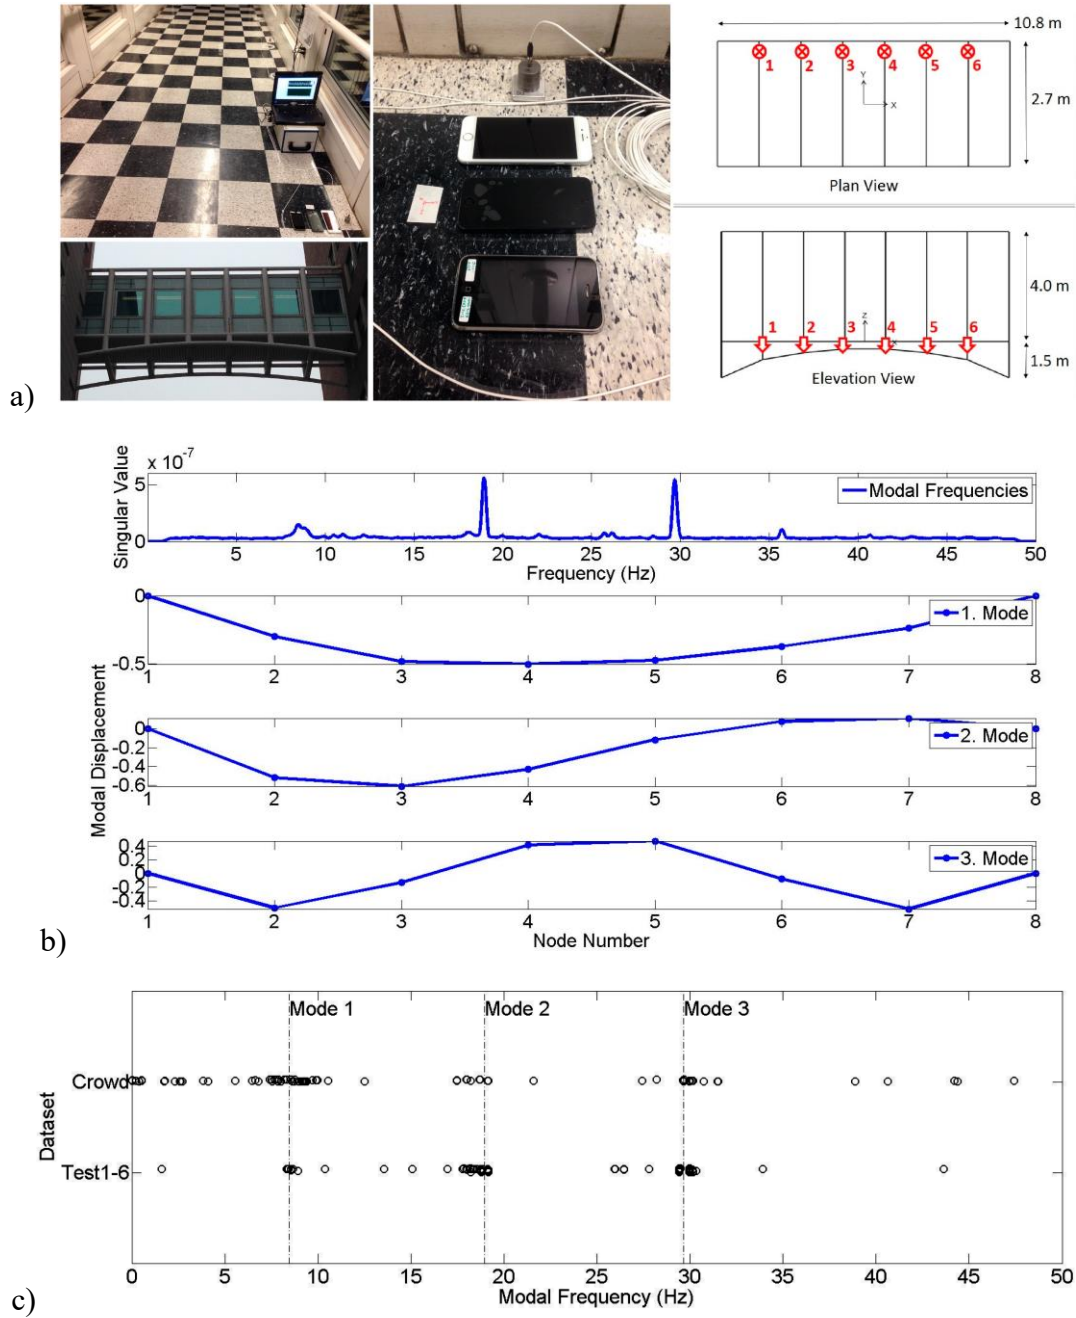 10.8 m
1 2 3 4 5 6
Y
X
2.7 m
Plan View
1 2 3 4 5 6
Z
4.0 m
1.5 m
Elevation View
a)
x 10^-7
Singular Value
5
0
Modal Frequencies
5 10 15 20 25 30 35 40 45 50
Frequency (Hz)
Modal Displacement
0
-0.5
1. Mode
1 2 3 4 5 6 7 8
0
-0.2
-0.4
-0.6
2. Mode
1 2 3 4 5 6 7 8
0.4
0.2
0
-0.2
-0.4
3. Mode
1 2 3 4 5 6 7 8
Node Number
b)
Mode 1 Mode 2 Mode 3
Dataset
Crowd
Test1-6
0 5 10 15 20 25 30 35 40 45 50
Modal Frequency (Hz)
c)